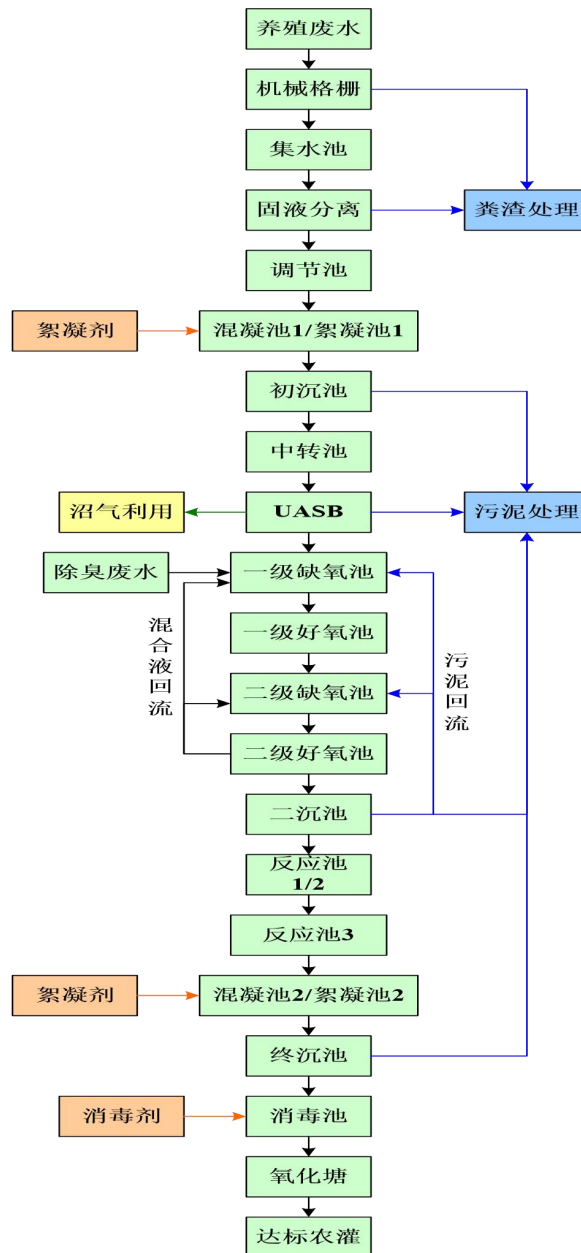 养殖废水
机械格栅
集水池
固液分离
粪渣处理
调节池
絮凝剂
混凝池1/絮凝池1
初沉池
中转池
沼气利用
UASB
污泥处理
除臭废水
一级缺氧池
混合液回流
一级好氧池
污泥回流
二级缺氧池
二级好氧池
二沉池
反应池
1/2
反应池3
絮凝剂
混凝池2/絮凝池2
终沉池
消毒剂
消毒池
氧化塘
达标农灌